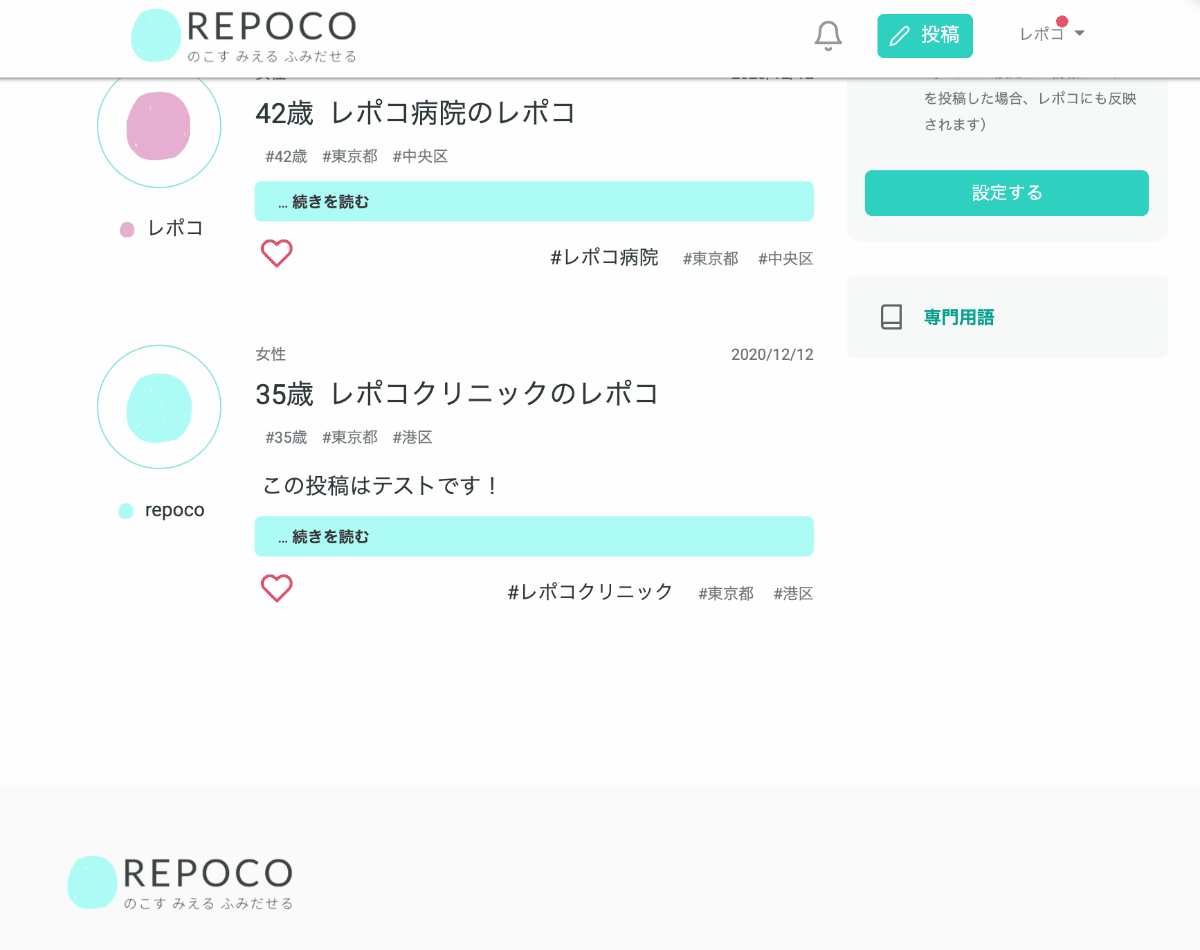 REPOCO
のこす みえる ふみだせる
投稿
レポコ
42歳 レポコ病院のレポコ
#42歳 #東京都 #中央区
... 続きを読む
レポコ
#レポコ病院 #東京都 #中央区
女性 2020/12/12
35歳 レポコクリニックのレポコ
#35歳 #東京都 #港区
この投稿はテストです！
repoco
... 続きを読む
#レポコクリニック #東京都 #港区
を投稿した場合、レポコにも反映
されます）
設定する
専門用語
REPOCO
のこす みえる ふみだせる